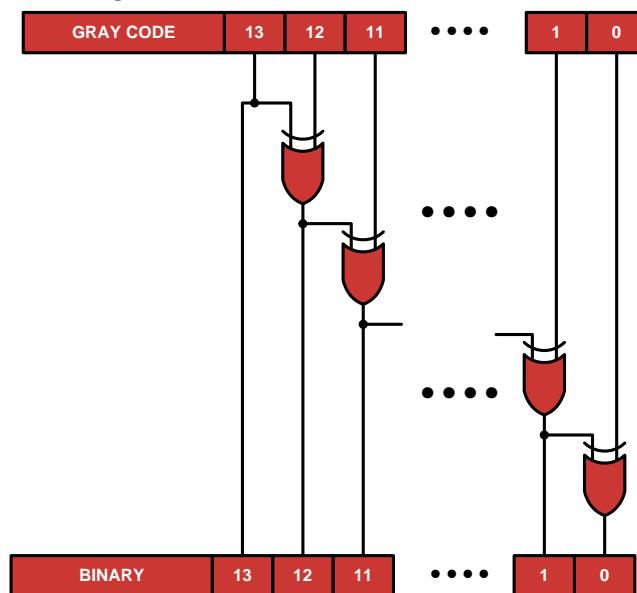 GRAY CODE 13 12 11 •••• 1 0
BINARY 13 12 11 •••• 1 0